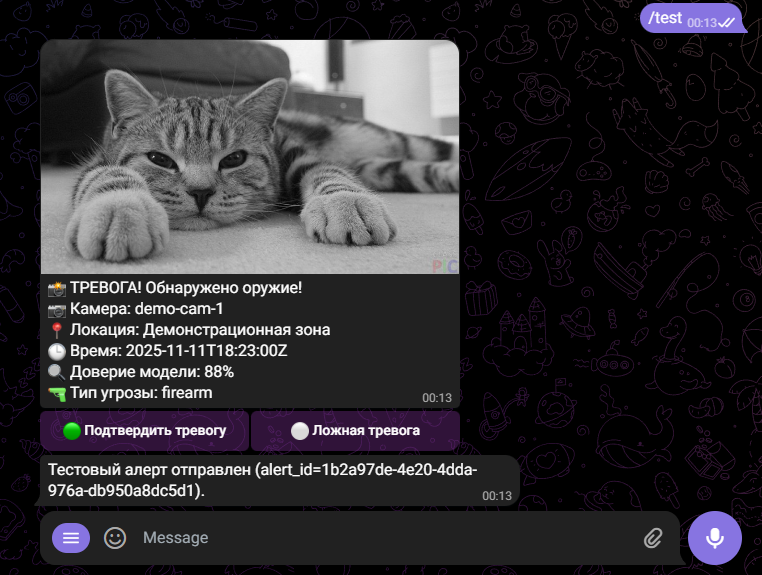 /test 00:13
PIC
📸 ТРЕВОГА! Обнаружено оружие!
📷 Камера: demo-cam-1
📍 Локация: Демонстрационная зона
🕒 Время: 2025-11-11T18:23:00Z
🔍 Доверие модели: 88%
🔫 Тип угрозы: firearm
00:13
🟢 Подтвердить тревогу
⚪ Ложная тревога
Тестовый алерт отправлен (alert_id=1b2a97de-4e20-4dda-
976a-db950a8dc5d1).
00:13
Message